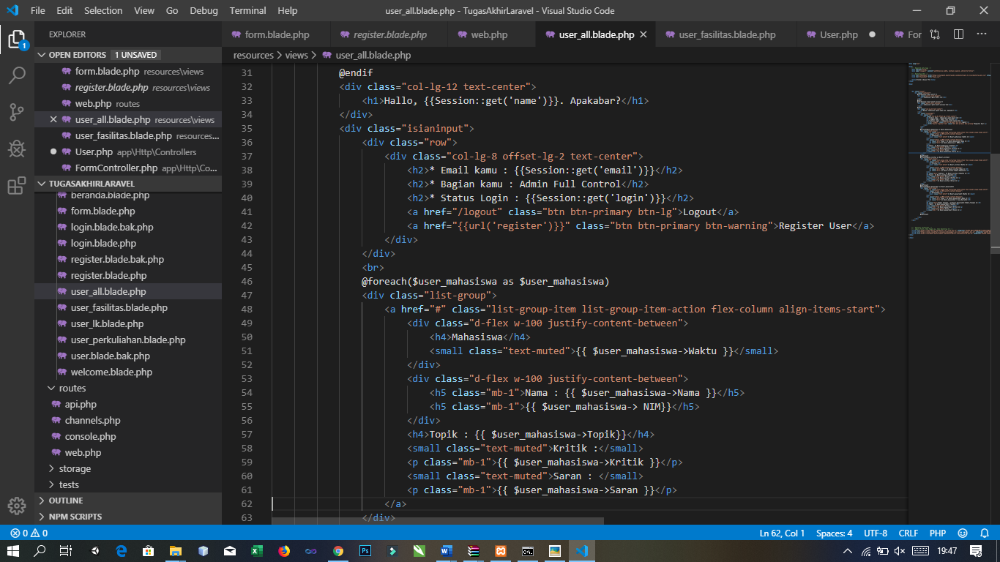 File Edit Selection View Go Debug Terminal Help
user_all.blade.php - TugasAkhirLaravel - Visual Studio Code
EXPLORER
form.blade.php register.blade.php web.php user_all.blade.php user_fasilitas.blade.php User.php For
OPEN EDITORS 1 UNSAVED
form.blade.php resources\views
register.blade.php resources\views
web.php routes
user_all.blade.php resources\views
user_fasilitas.blade.php resources...
User.php app\Http\Controllers
FormController.php app\Http\Co...
TUGASAKHIRLARAVEL
beranda.blade.php
form.blade.php
login.blade.bak.php
login.blade.php
register.blade.bak.php
register.blade.php
user_all.blade.php
user_fasilitas.blade.php
user_lk.blade.php
user_perkuliahan.blade.php
user.blade.bak.php
welcome.blade.php
routes
api.php
channels.php
console.php
web.php
storage
tests
OUTLINE
NPM SCRIPTS
1
resources > views > user_all.blade.php
31 @endif
32 <div class="col-lg-12 text-center">
33 <h1>Hallo, {{Session::get('name')}}. Apakabar?</h1>
34 </div>
35 <div class="isianinput">
36 <div class="row">
37 <div class="col-lg-8 offset-lg-2 text-center">
38 <h2>* Email kamu : {{Session::get('email')}}</h2>
39 <h2>* Bagian kamu : Admin Full Control</h2>
40 <h2>* Status Login : {{Session::get('login')}}</h2>
41 <a href="/logout" class="btn btn-primary btn-lg">Logout</a>
42 <a href="{{url('register')}}" class="btn btn-primary btn-warning">Register User</a>
43 </div>
44 </div>
45 <br>
46 @foreach($user_mahasiswa as $user_mahasiswa)
47 <div class="list-group">
48 <a href="#" class="list-group-item list-group-item-action flex-column align-items-start">
49 <div class="d-flex w-100 justify-content-between">
50 <h4>Mahasiswa</h4>
51 <small class="text-muted">{{ $user_mahasiswa->Waktu }}</small>
52 </div>
53 <div class="d-flex w-100 justify-content-between">
54 <h5 class="mb-1">Nama : {{ $user_mahasiswa->Nama }}</h5>
55 <h5 class="mb-1">{{ $user_mahasiswa-> NIM}}</h5>
56 </div>
57 <h4>Topik : {{ $user_mahasiswa->Topik}}</h4>
58 <small class="text-muted">Kritik :</small>
59 <p class="mb-1">{{ $user_mahasiswa->Kritik }}</p>
60 <small class="text-muted">Saran : </small>
61 <p class="mb-1">{{ $user_mahasiswa->Saran }}</p>
62 </a>
63 </div>
0 0
Ln 62, Col 1 Spaces: 4 UTF-8 CRLF PHP
19:47